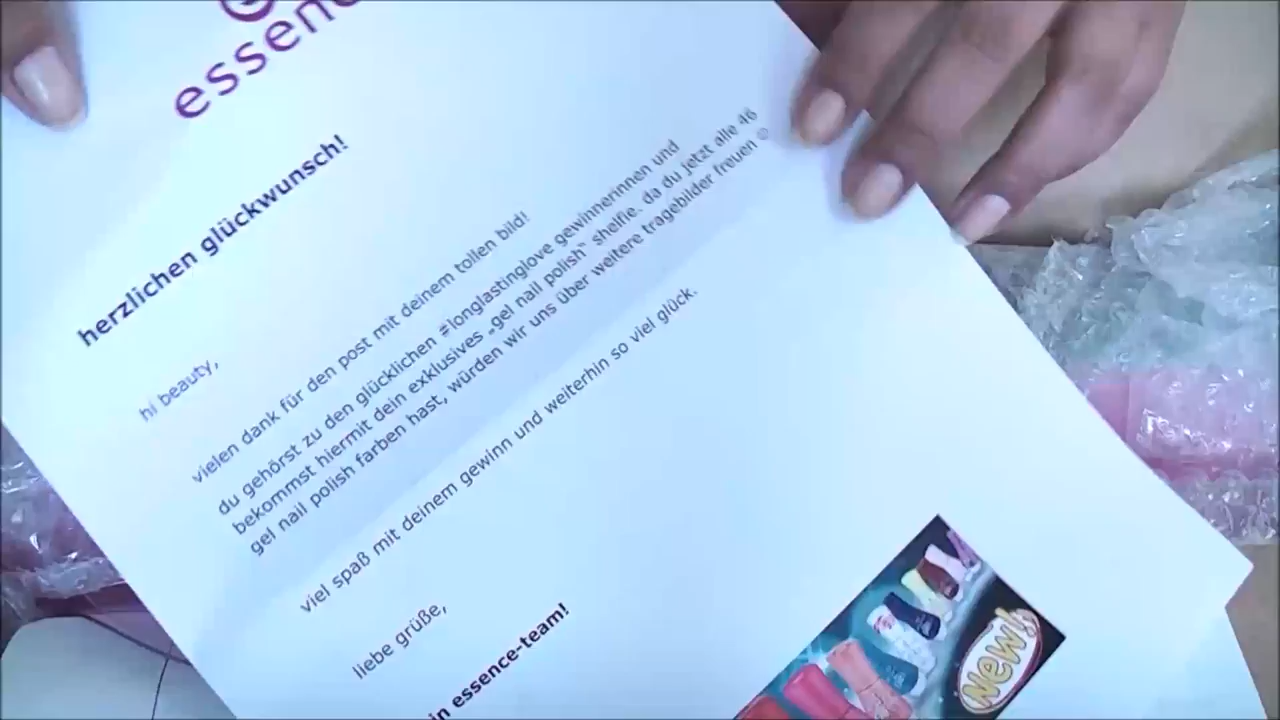 essenc
herzlichen glückwunsch!
hi beauty,
vielen dank für den post mit deinem tollen bild!
du gehörst zu den glücklichen #longlastinglove gewinnerinnen und
bekommst hiermit dein exklusives „gel nail polish“ shelfie. da du jetzt alle 46
gel nail polish farben hast, würden wir uns über weitere tragebilder freuen ☺
viel spaß mit deinem gewinn und weiterhin so viel glück.
liebe grüße,
in essence-team!
New!